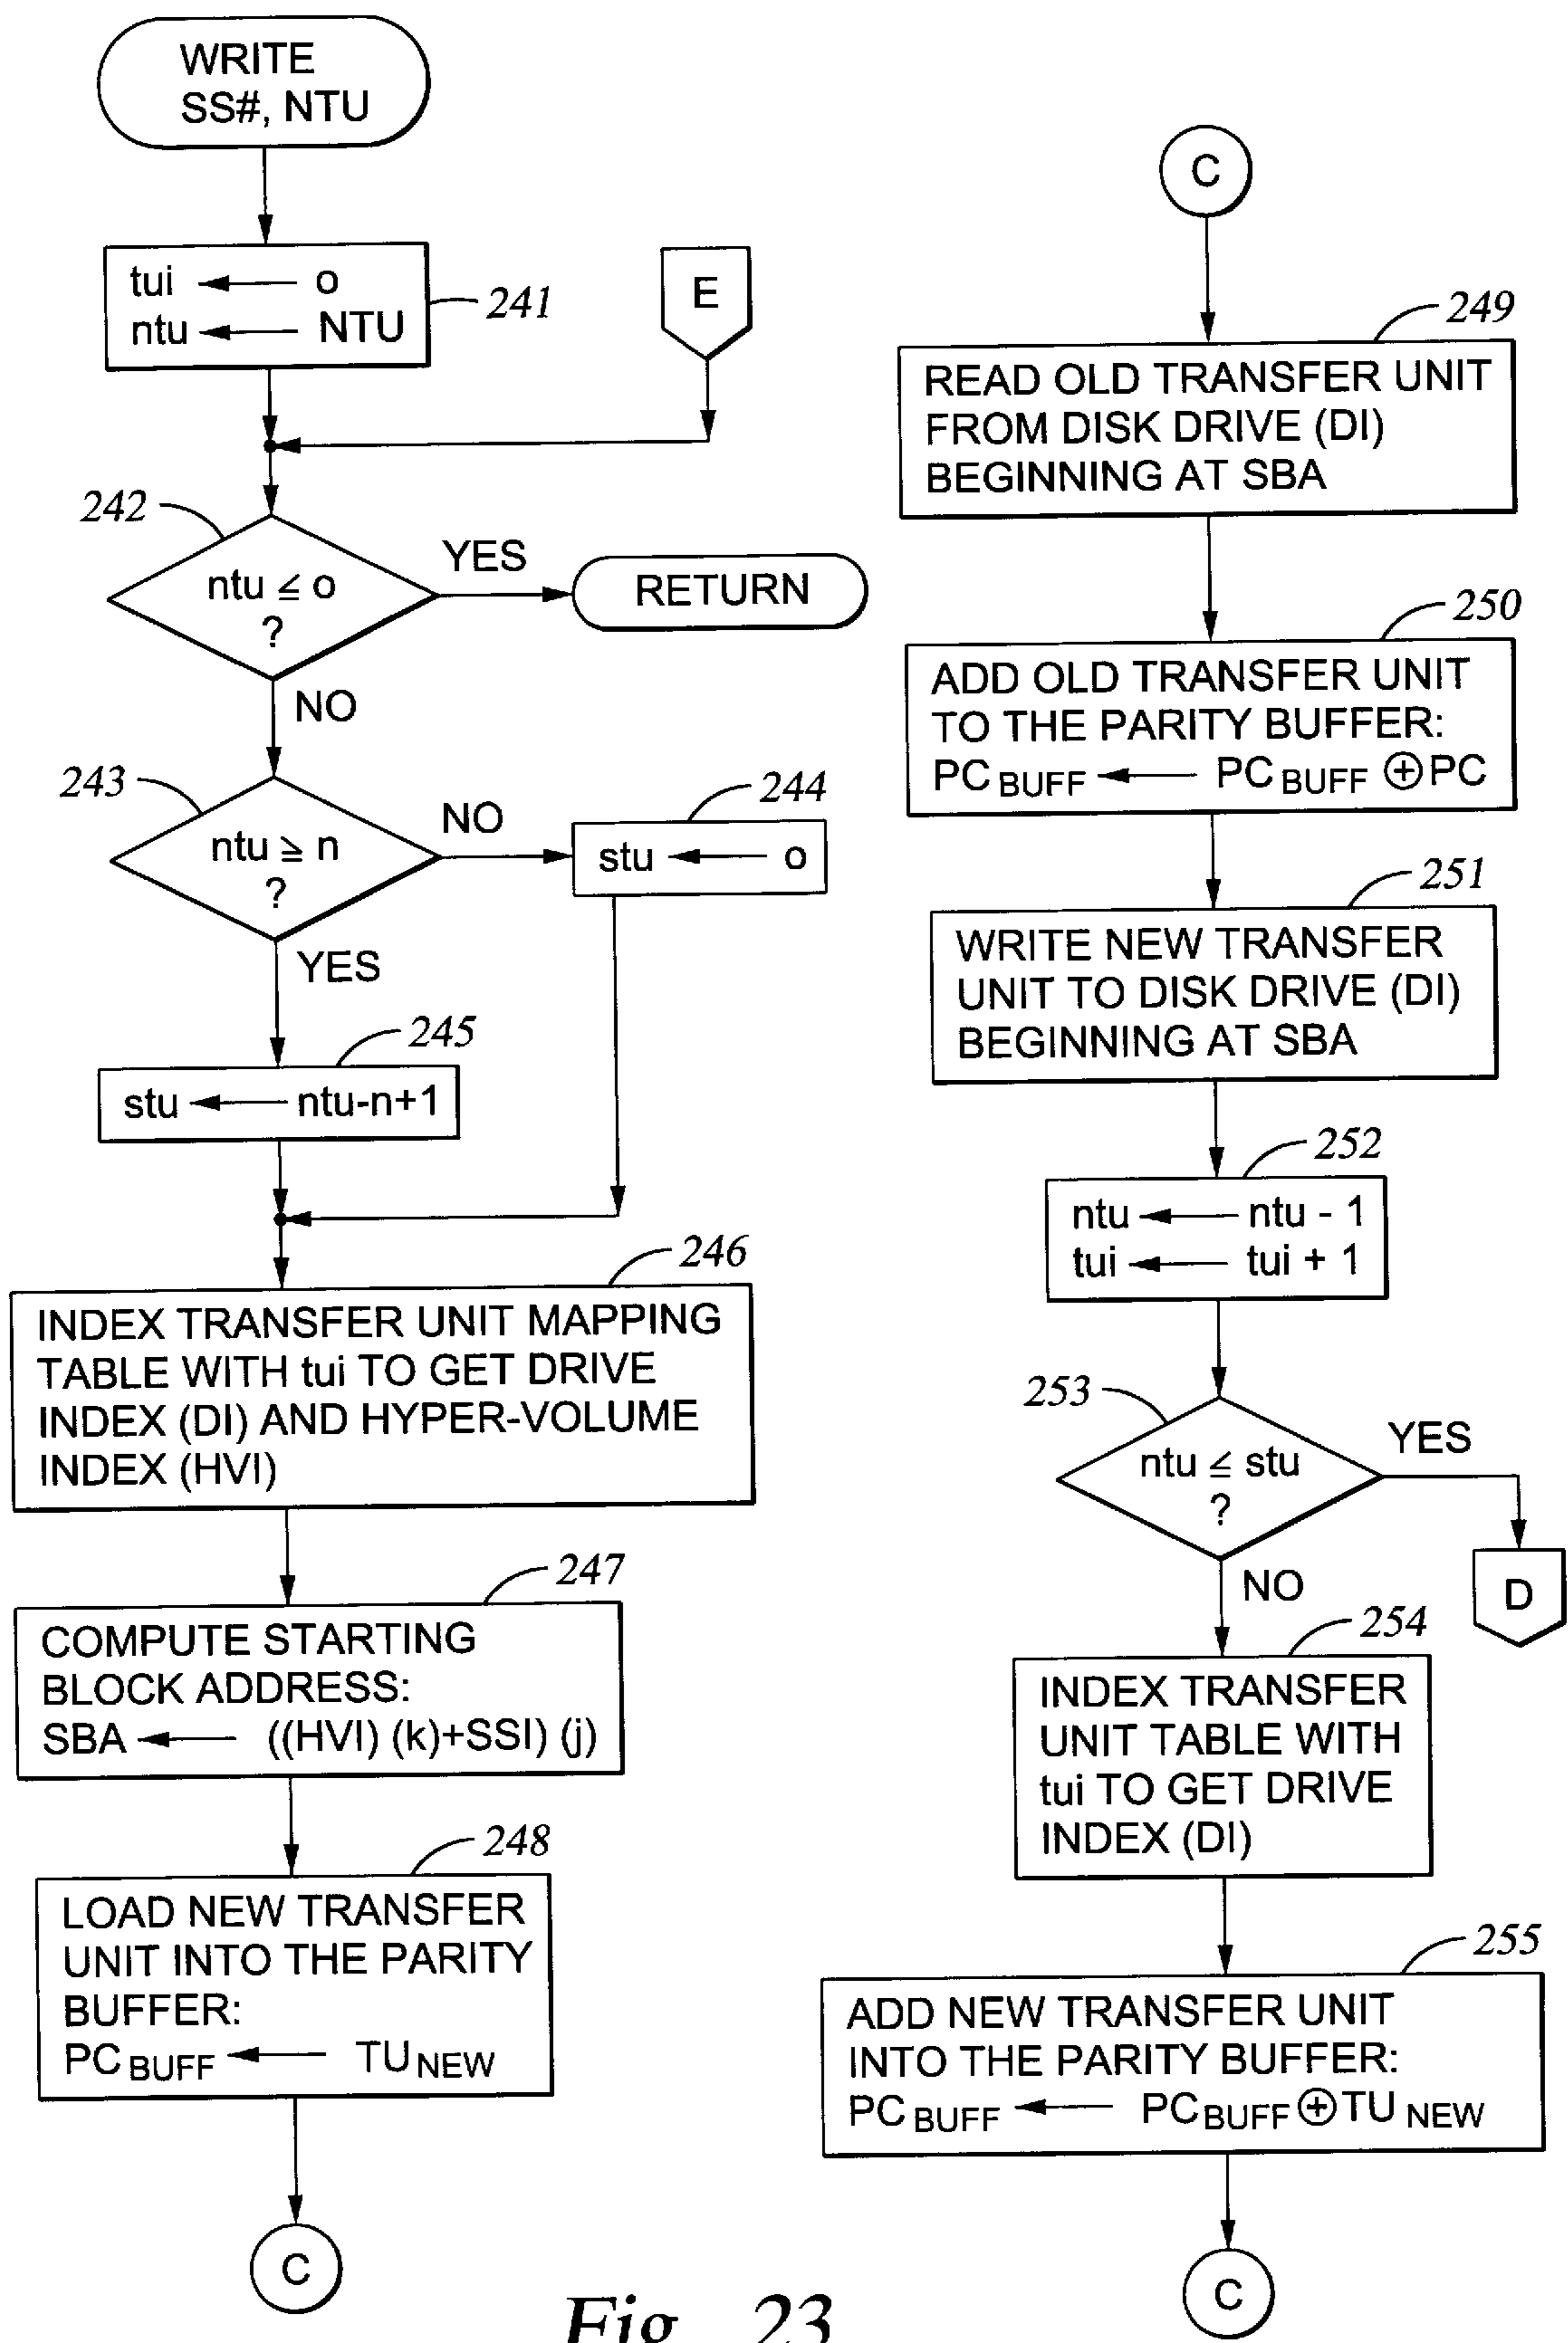 WRITE
SS#, NTU
tui ← o
ntu ← NTU
241
E
242
ntu ≦ o
?
YES
RETURN
NO
243
ntu ≧ n
?
NO
244
stu ← o
YES
245
stu ← ntu-n+1
246
INDEX TRANSFER UNIT MAPPING
TABLE WITH tui TO GET DRIVE
INDEX (DI) AND HYPER-VOLUME
INDEX (HVI)
247
COMPUTE STARTING
BLOCK ADDRESS:
SBA ← ((HVI) (k)+SSI) (j)
248
LOAD NEW TRANSFER
UNIT INTO THE PARITY
BUFFER:
PC BUFF ← TU NEW
C
C
249
READ OLD TRANSFER UNIT
FROM DISK DRIVE (DI)
BEGINNING AT SBA
250
ADD OLD TRANSFER UNIT
TO THE PARITY BUFFER:
PC BUFF ← PC BUFF ⊕ PC
251
WRITE NEW TRANSFER
UNIT TO DISK DRIVE (DI)
BEGINNING AT SBA
252
ntu ← ntu - 1
tui ← tui + 1
253
ntu ≦ stu
?
YES
D
NO
254
INDEX TRANSFER
UNIT TABLE WITH
tui TO GET DRIVE
INDEX (DI)
255
ADD NEW TRANSFER UNIT
INTO THE PARITY BUFFER:
PC BUFF ← PC BUFF ⊕ TU NEW
C
Fig. 23